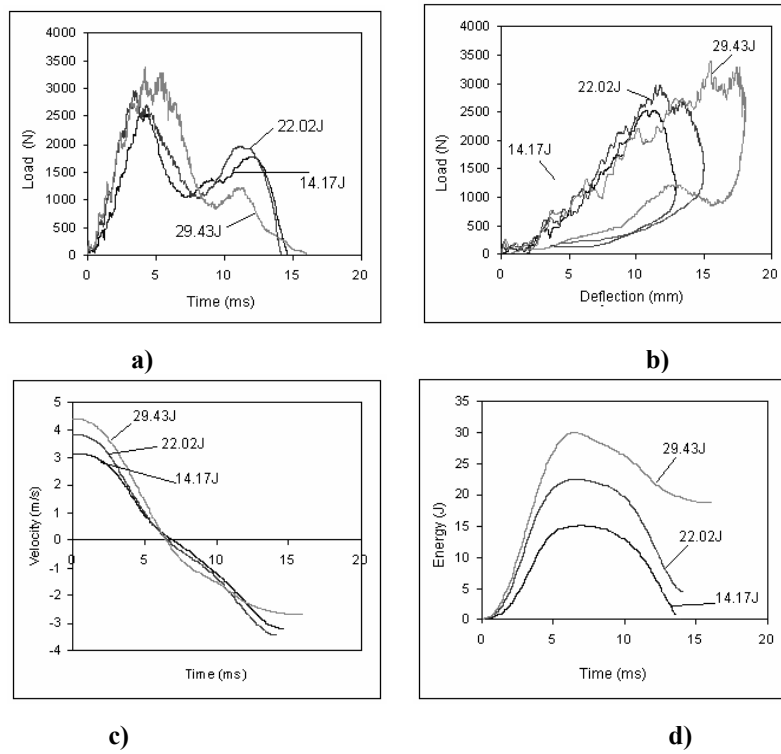 Load (N)
4000
3500
3000
2500
2000
1500
1000
500
0
22.02J
14.17J
29.43J
0 5 10 15 20
Time (ms)
a)
Load (N)
4000
3500
3000
2500
2000
1500
1000
500
0
29.43J
22.02J
14.17J
0 5 10 15 20
Deflection (mm)
b)
Velocity (m/s)
5
4
3
2
1
0
-1
-2
-3
-4
29.43J
22.02J
14.17J
0 5 10 15 20
Time (ms)
c)
Energy (J)
35
30
25
20
15
10
5
0
29.43J
22.02J
14.17J
0 5 10 15 20
Time (ms)
d)